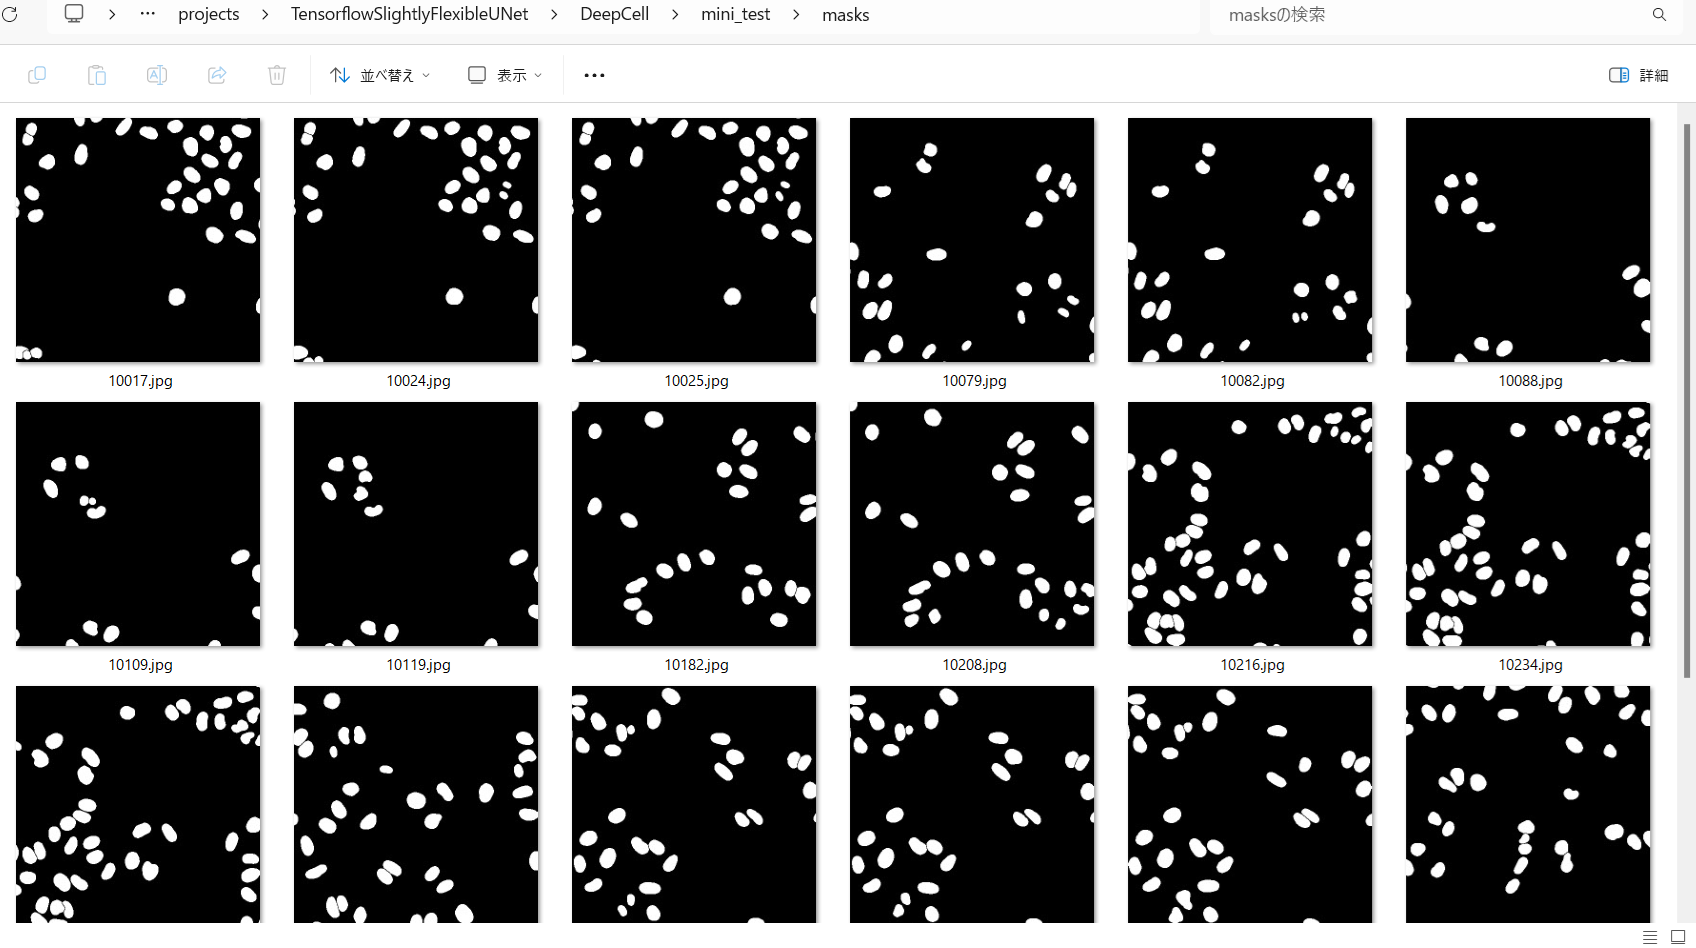 … > projects > TensorflowSlightlyFlexibleUNet > DeepCell > mini_test > masks
masksの検索
並べ替え 表示 … 詳細
10017.jpg 10024.jpg 10025.jpg 10079.jpg 10082.jpg 10088.jpg
10109.jpg 10119.jpg 10182.jpg 10208.jpg 10216.jpg 10234.jpg